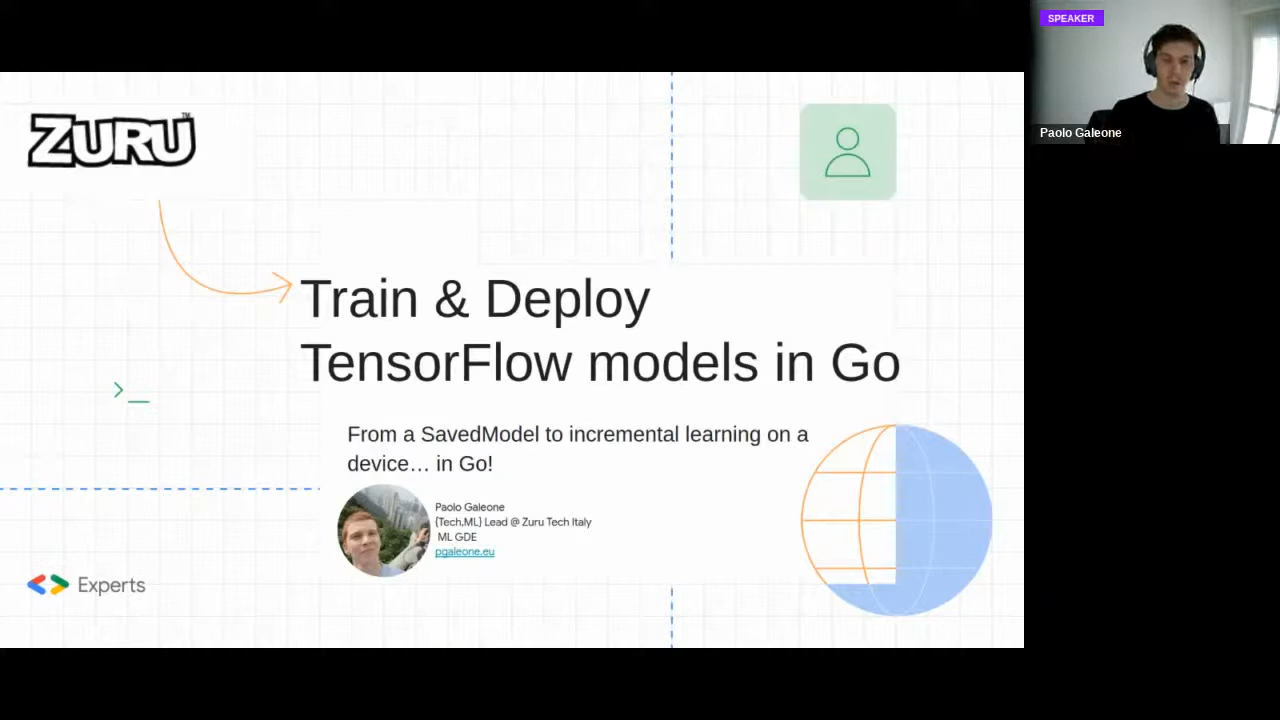 SPEAKER
Paolo Galeone
ZURU™
Train & Deploy
TensorFlow models in Go
>_
From a SavedModel to incremental learning on a
device… in Go!
Paolo Galeone
{Tech,ML} Lead @ Zuru Tech Italy
ML GDE
pgaleone.eu
Experts